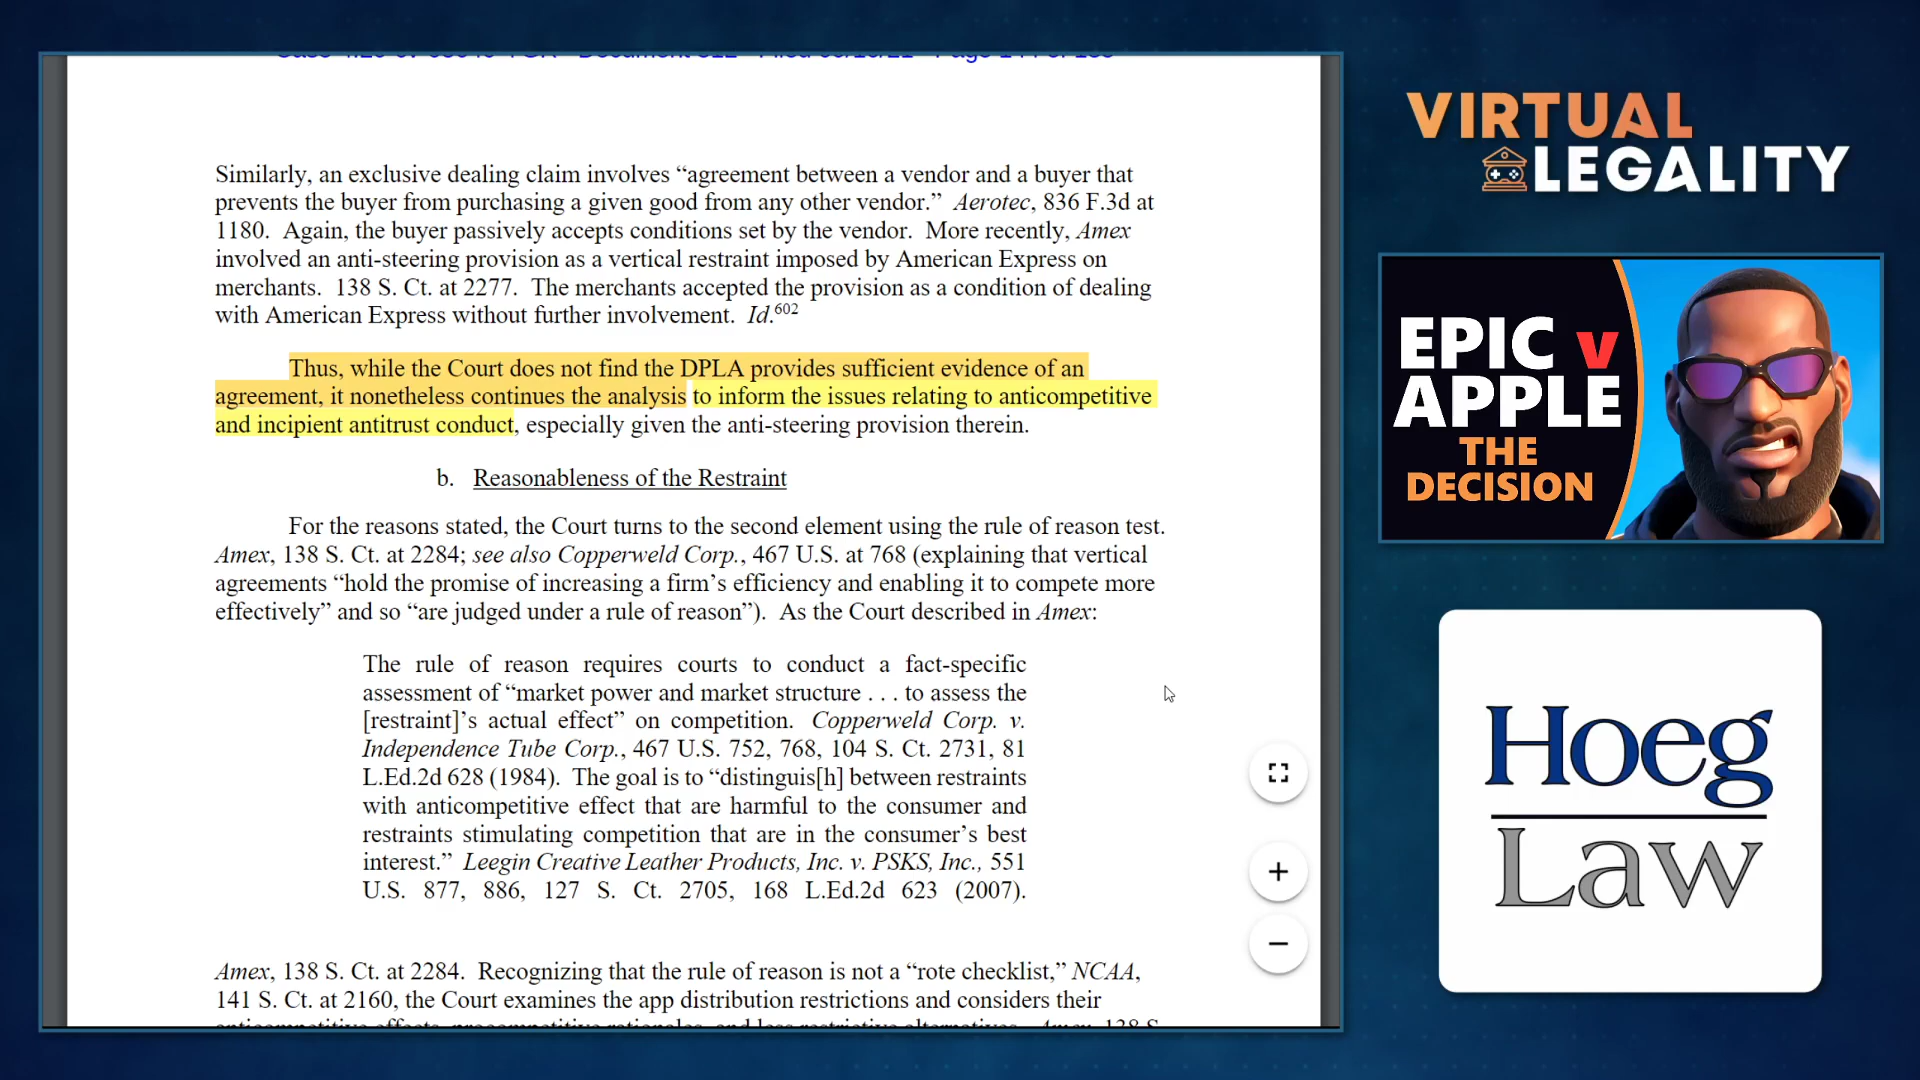 Similarly, an exclusive dealing claim involves “agreement between a vendor and a buyer that
prevents the buyer from purchasing a given good from any other vendor.” Aerotec, 836 F.3d at
1180. Again, the buyer passively accepts conditions set by the vendor. More recently, Amex
involved an anti-steering provision as a vertical restraint imposed by American Express on
merchants. 138 S. Ct. at 2277. The merchants accepted the provision as a condition of dealing
with American Express without further involvement. Id.602
Thus, while the Court does not find the DPLA provides sufficient evidence of an
agreement, it nonetheless continues the analysis to inform the issues relating to anticompetitive
and incipient antitrust conduct, especially given the anti-steering provision therein.
b. Reasonableness of the Restraint
For the reasons stated, the Court turns to the second element using the rule of reason test.
Amex, 138 S. Ct. at 2284; see also Copperweld Corp., 467 U.S. at 768 (explaining that vertical
agreements “hold the promise of increasing a firm’s efficiency and enabling it to compete more
effectively” and so “are judged under a rule of reason”). As the Court described in Amex:
The rule of reason requires courts to conduct a fact-specific
assessment of “market power and market structure . . . to assess the
[restraint]’s actual effect” on competition. Copperweld Corp. v.
Independence Tube Corp., 467 U.S. 752, 768, 104 S. Ct. 2731, 81
L.Ed.2d 628 (1984). The goal is to “distinguis[h] between restraints
with anticompetitive effect that are harmful to the consumer and
restraints stimulating competition that are in the consumer’s best
interest.” Leegin Creative Leather Products, Inc. v. PSKS, Inc., 551
U.S. 877, 886, 127 S. Ct. 2705, 168 L.Ed.2d 623 (2007).
Amex, 138 S. Ct. at 2284. Recognizing that the rule of reason is not a “rote checklist,” NCAA,
141 S. Ct. at 2160, the Court examines the app distribution restrictions and considers their
anticompetitive effects, procompetitive rationales, and less restrictive alternatives. Amex, 138 S.
VIRTUAL
LEGALITY
EPIC v
APPLE
THE
DECISION
Hoeg
Law